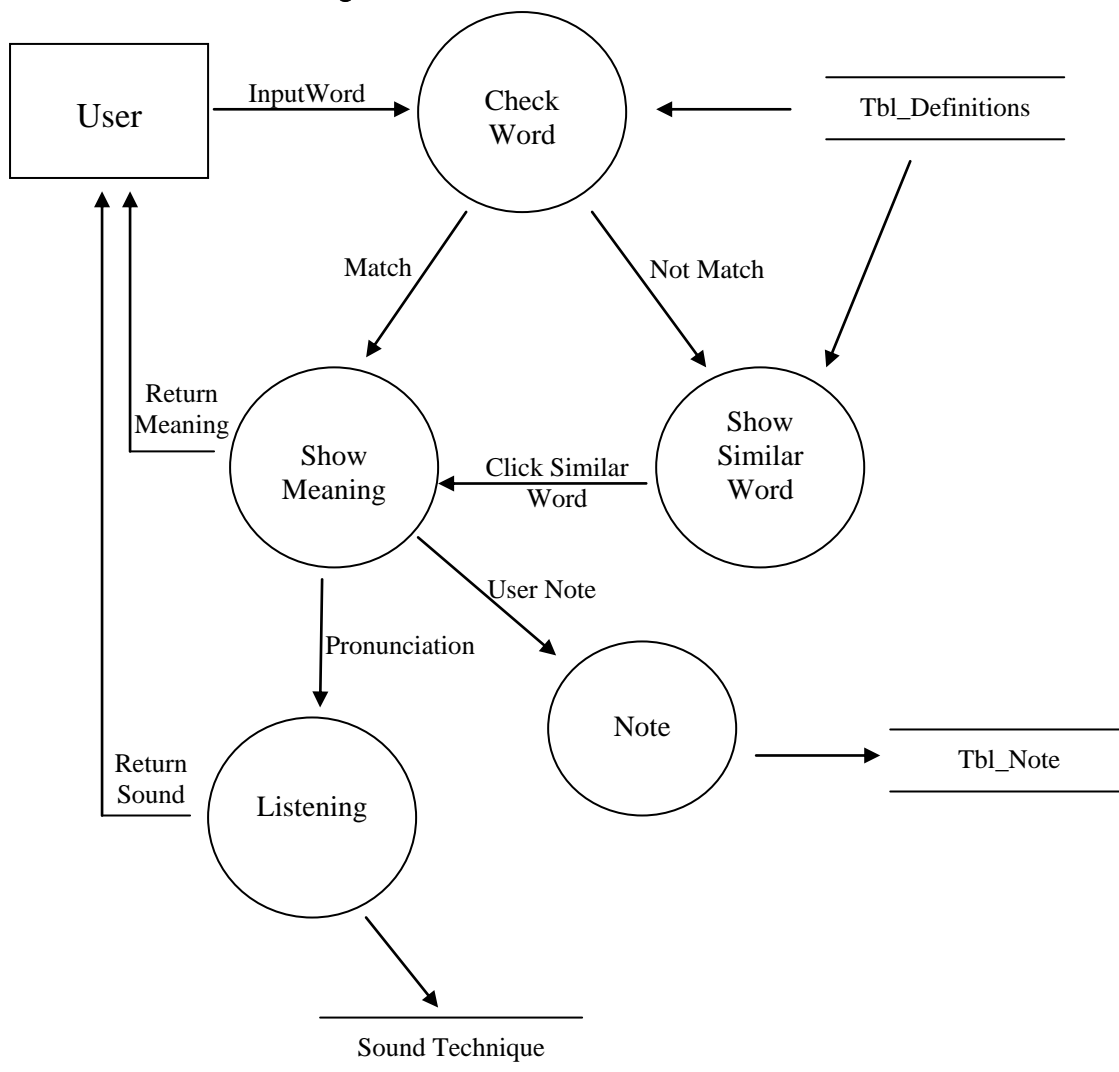 User
InputWord
Check
Word
Tbl_Definitions
Match
Not Match
Return
Meaning
Show
Meaning
Click Similar
Word
Show
Similar
Word
User Note
Pronunciation
Note
Tbl_Note
Return
Sound
Listening
Sound Technique